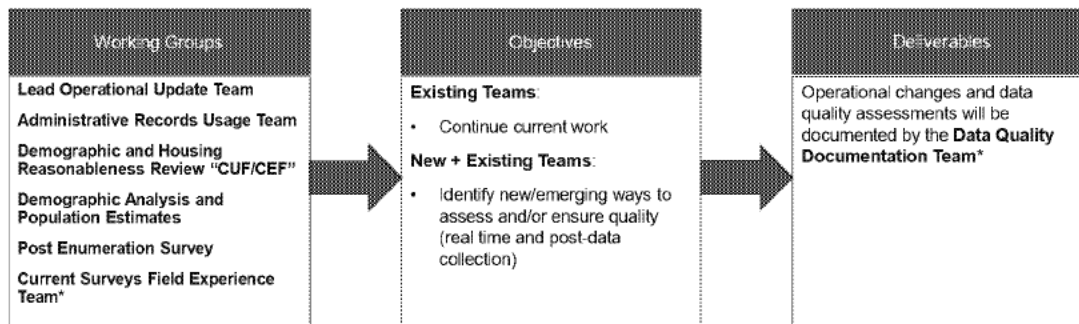 Working Groups
Lead Operational Update Team
Administrative Records Usage Team
Demographic and Housing
Reasonableness Review “CUF/CEF”
Demographic Analysis and
Population Estimates
Post Enumeration Survey
Current Surveys Field Experience
Team*
Objectives
Existing Teams:
• Continue current work
New + Existing Teams:
• Identify new/emerging ways to
assess and/or ensure quality
(real time and post-data
collection)
Deliverables
Operational changes and data
quality assessments will be
documented by the Data Quality
Documentation Team*